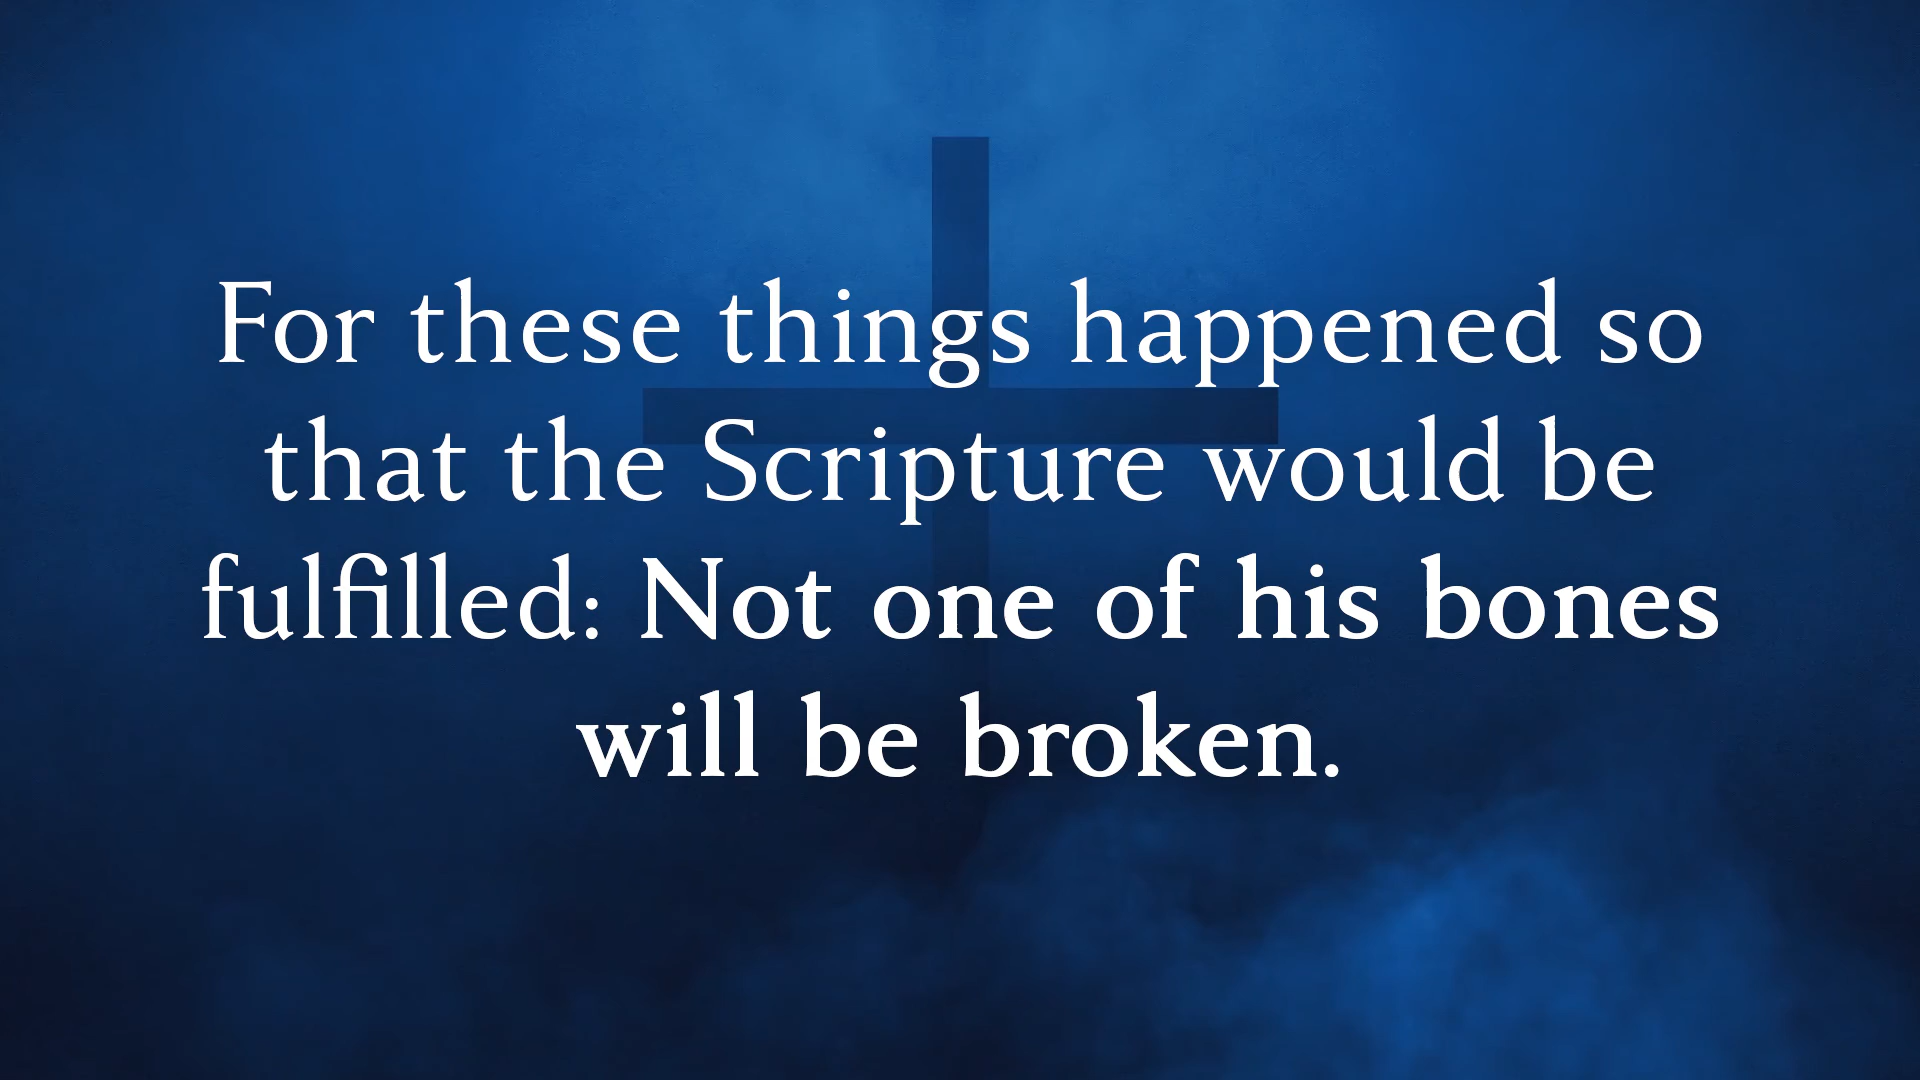 For these things happened so
that the Scripture would be
fulfilled: Not one of his bones
will be broken.